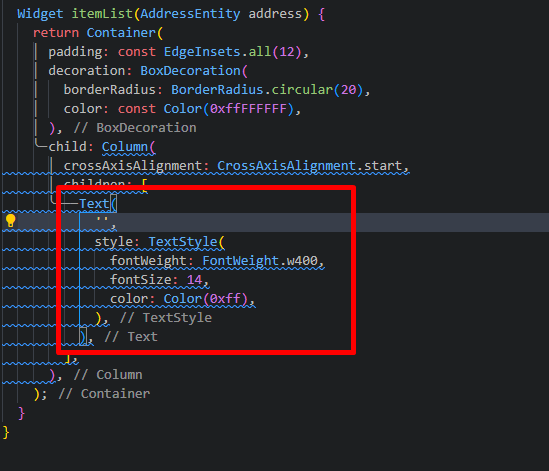 Widget itemList(AddressEntity address) {
return Container(
padding: const EdgeInsets.all(12),
decoration: BoxDecoration(
borderRadius: BorderRadius.circular(20),
color: const Color(0xffFFFFFF),
), // BoxDecoration
child: Column(
crossAxisAlignment: CrossAxisAlignment.start,
children: [
Text(
'',
style: TextStyle(
fontWeight: FontWeight.w400,
fontSize: 14,
color: Color(0xff),
), // TextStyle
), // Text
],
), // Column
); // Container
}
}